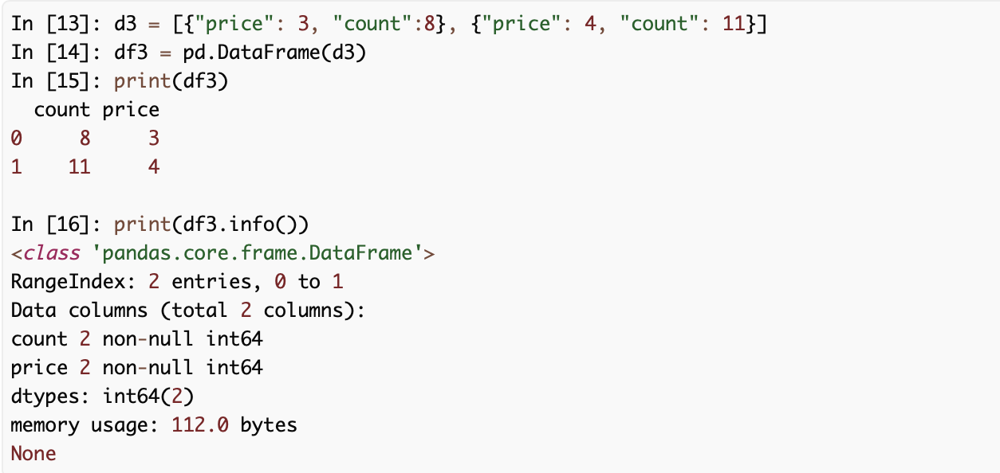 In [13]: d3 = [{"price": 3, "count":8}, {"price": 4, "count": 11}]
In [14]: df3 = pd.DataFrame(d3)
In [15]: print(df3)
  count price
0     8     3
1    11     4

In [16]: print(df3.info())
<class 'pandas.core.frame.DataFrame'>
RangeIndex: 2 entries, 0 to 1
Data columns (total 2 columns):
count 2 non-null int64
price 2 non-null int64
dtypes: int64(2)
memory usage: 112.0 bytes
None